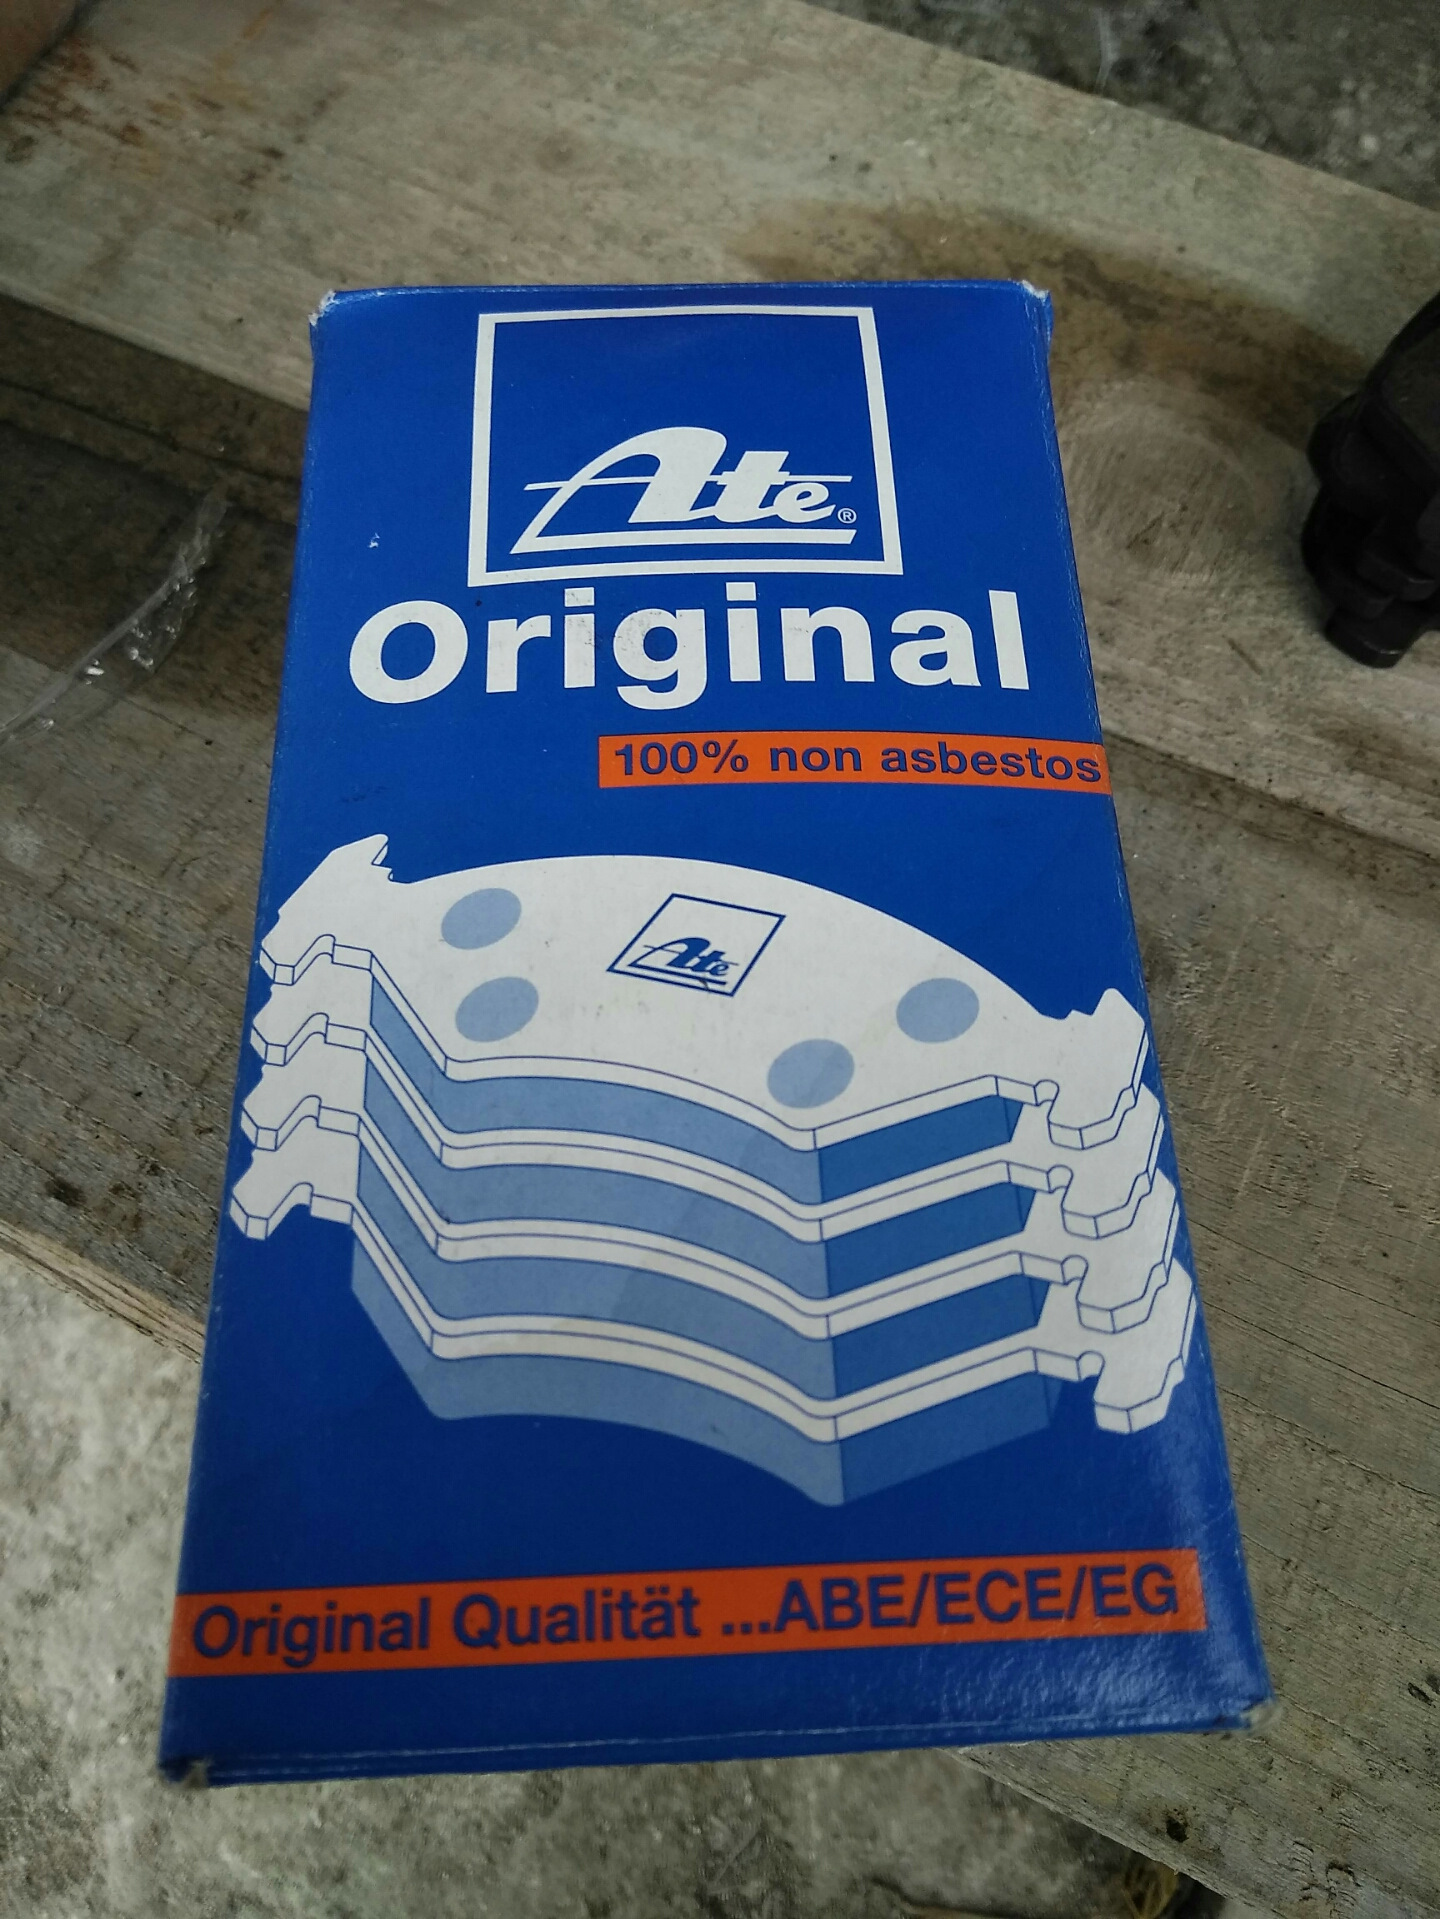 Ate®
Original
100% non asbestos
Ate
Original Qualität ...ABE/ECE/EG